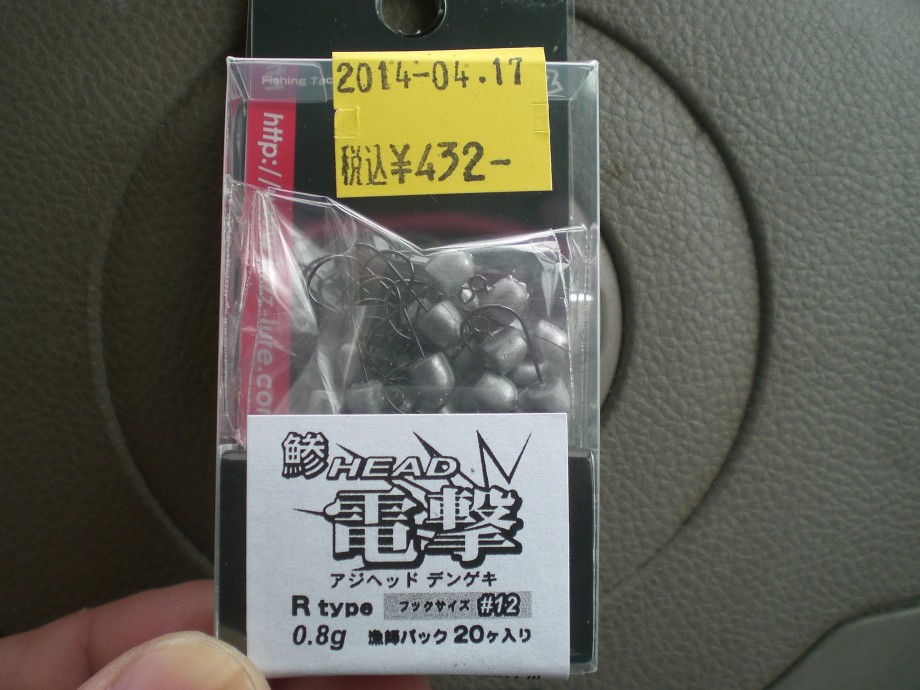 Fishing Tac
2014-04.17
税込¥432-
http://
z-lure.com
鯵HEAD
電撃
アジヘッド デンゲキ
R type フックサイズ #12
0.8g 漁師パック 20ヶ入り